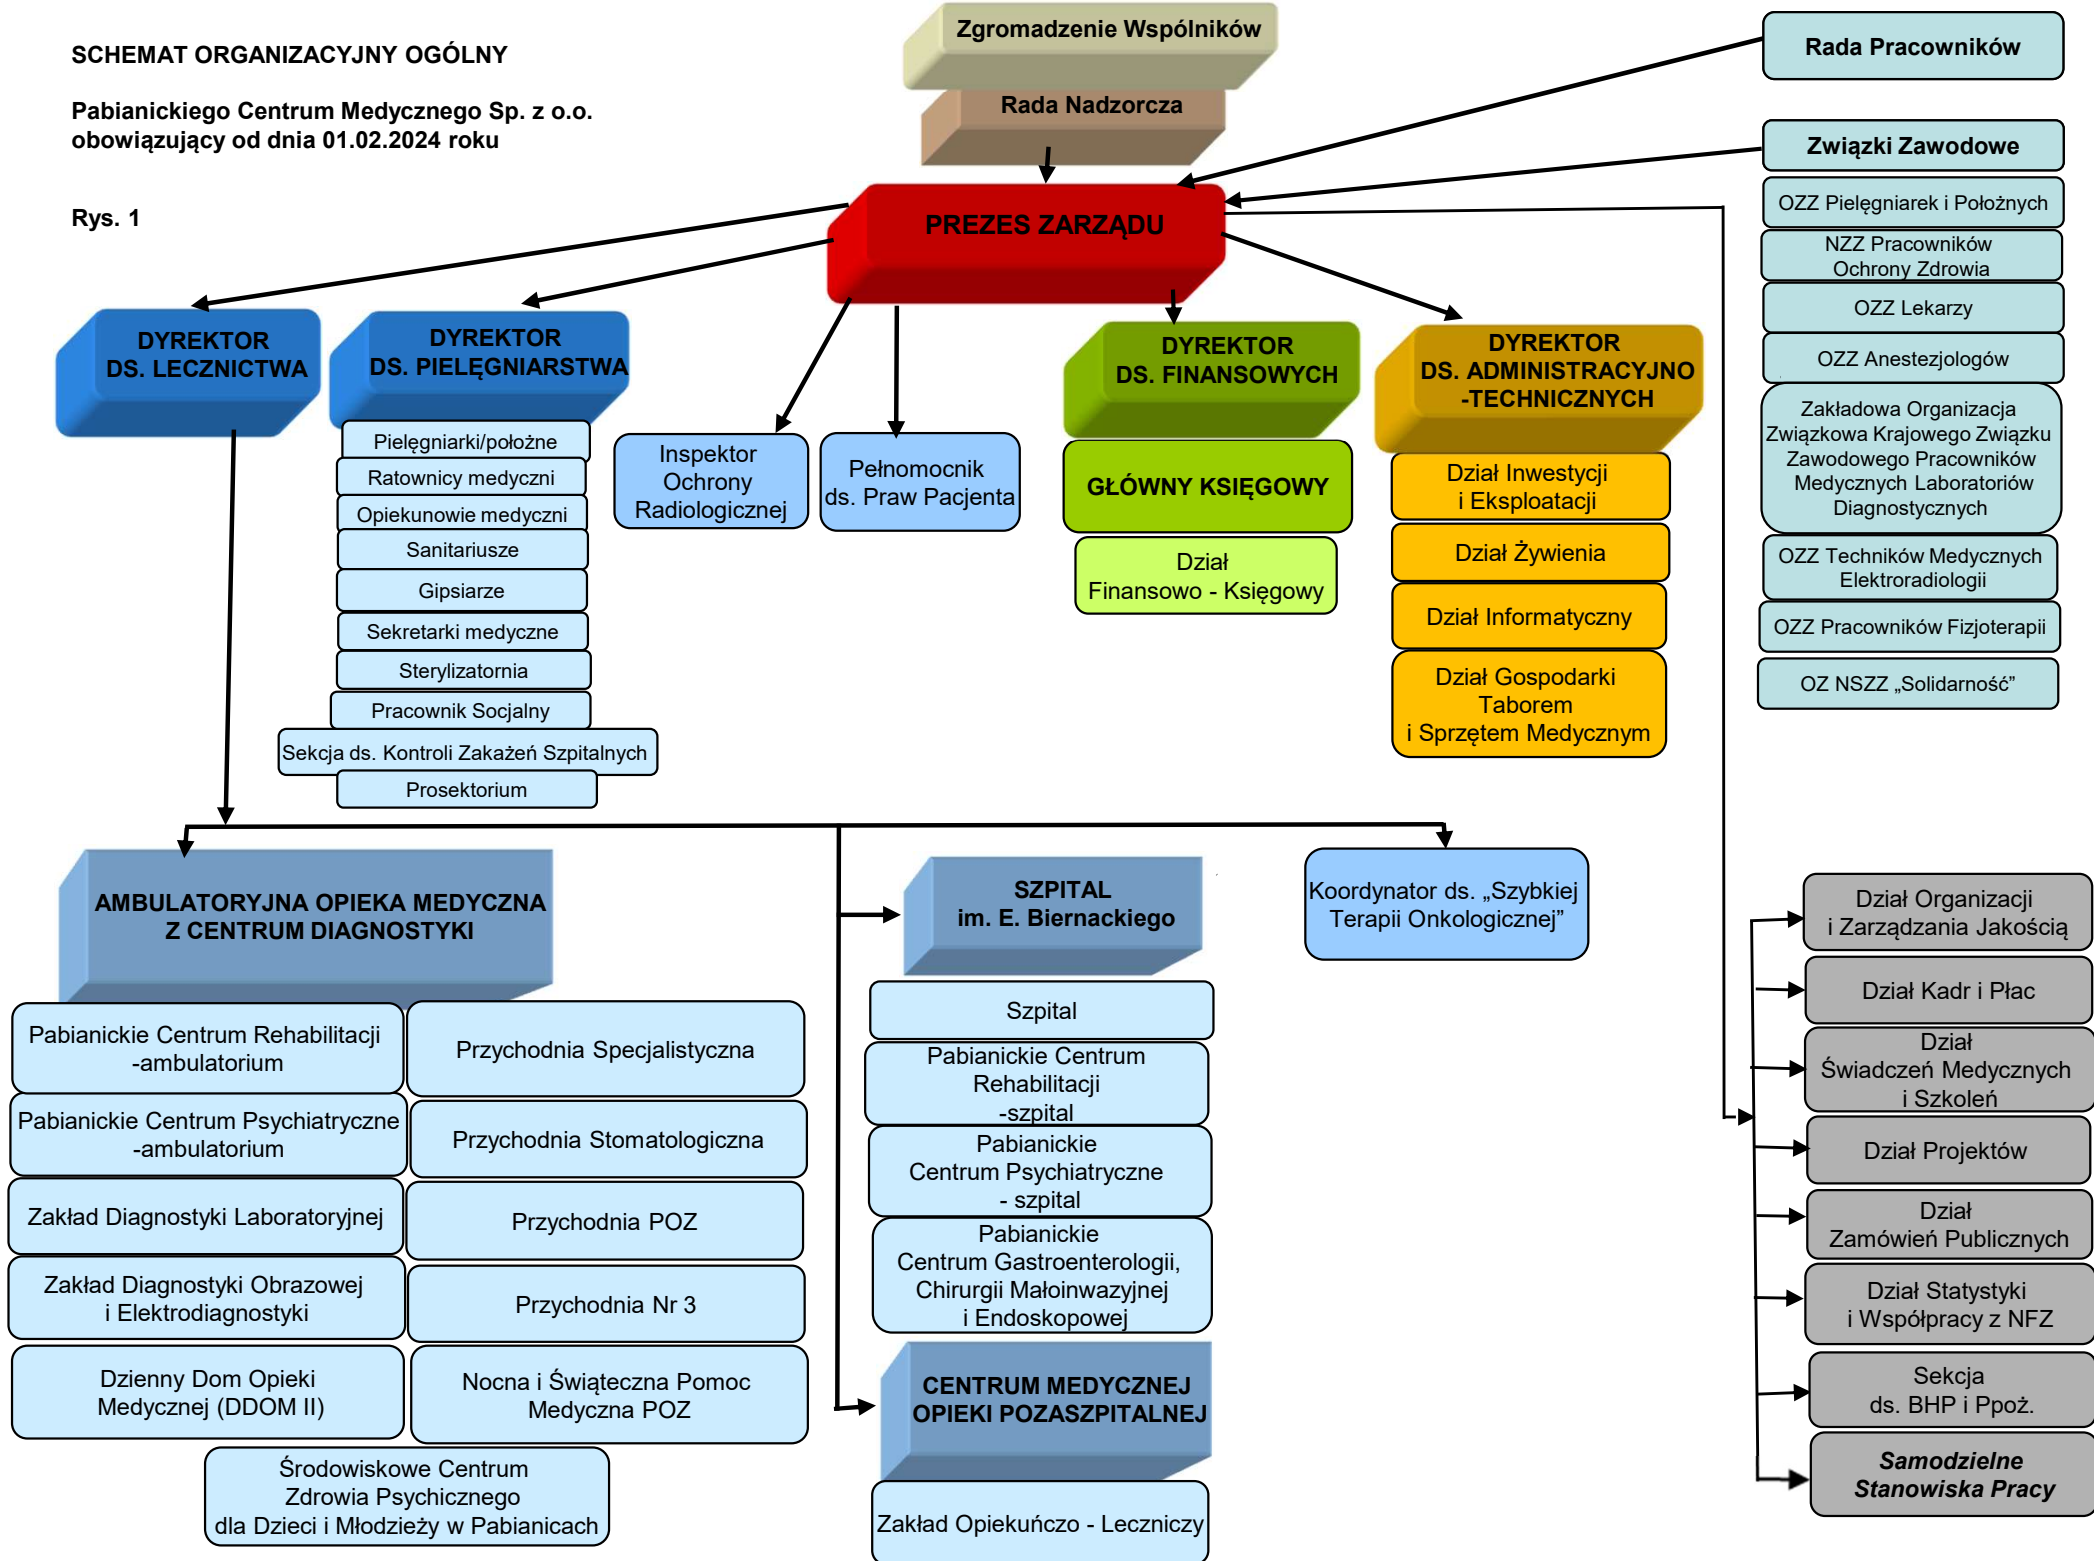 SCHEMAT ORGANIZACYJNY OGÓLNY
Pabianickiego Centrum Medycznego Sp. z o.o.
obowiązujący od dnia 01.02.2024 roku
Rys. 1
Zgromadzenie Wspólników
Rada Nadzorcza
PREZES ZARZĄDU
Rada Pracowników
Związki Zawodowe
OZZ Pielęgniarek i Położnych
NZZ Pracowników
Ochrony Zdrowia
OZZ Lekarzy
OZZ Anestezjologów
Zakładowa Organizacja
Związkowa Krajowego Związku
Zawodowego Pracowników
Medycznych Laboratoriów
Diagnostycznych
OZZ Techników Medycznych
Elektroradiologii
OZZ Pracowników Fizjoterapii
OZ NSZZ „Solidarność”
DYREKTOR
DS. LECZNICTWA
DYREKTOR
DS. PIELĘGNIARSTWA
Pielęgniarki/położne
Ratownicy medyczni
Opiekunowie medyczni
Sanitariusze
Gipsiarze
Sekretarki medyczne
Sterylizatornia
Pracownik Socjalny
Sekcja ds. Kontroli Zakażeń Szpitalnych
Prosektorium
Inspektor
Ochrony
Radiologicznej
Pełnomocnik
ds. Praw Pacjenta
DYREKTOR
DS. FINANSOWYCH
GŁÓWNY KSIĘGOWY
Dział
Finansowo - Księgowy
DYREKTOR
DS. ADMINISTRACYJNO
-TECHNICZNYCH
Dział Inwestycji
i Eksploatacji
Dział Żywienia
Dział Informatyczny
Dział Gospodarki
Taborem
i Sprzętem Medycznym
AMBULATORYJNA OPIEKA MEDYCZNA
Z CENTRUM DIAGNOSTYKI
Pabianickie Centrum Rehabilitacji
-ambulatorium
Pabianickie Centrum Psychiatryczne
-ambulatorium
Zakład Diagnostyki Laboratoryjnej
Zakład Diagnostyki Obrazowej
i Elektrodiagnostyki
Dzienny Dom Opieki
Medycznej (DDOM II)
Przychodnia Specjalistyczna
Przychodnia Stomatologiczna
Przychodnia POZ
Przychodnia Nr 3
Nocna i Świąteczna Pomoc
Medyczna POZ
Środowiskowe Centrum
Zdrowia Psychicznego
dla Dzieci i Młodzieży w Pabianicach
SZPITAL
im. E. Biernackiego
Szpital
Pabianickie Centrum
Rehabilitacji
-szpital
Pabianickie
Centrum Psychiatryczne
- szpital
Pabianickie
Centrum Gastroenterologii,
Chirurgii Małoinwazyjnej
i Endoskopowej
CENTRUM MEDYCZNEJ
OPIEKI POZASZPITALNEJ
Zakład Opiekuńczo - Leczniczy
Koordynator ds. „Szybkiej
Terapii Onkologicznej”
Dział Organizacji
i Zarządzania Jakością
Dział Kadr i Płac
Dział
Świadczeń Medycznych
i Szkoleń
Dział Projektów
Dział
Zamówień Publicznych
Dział Statystyki
i Współpracy z NFZ
Sekcja
ds. BHP i Ppoż.
Samodzielne
Stanowiska Pracy